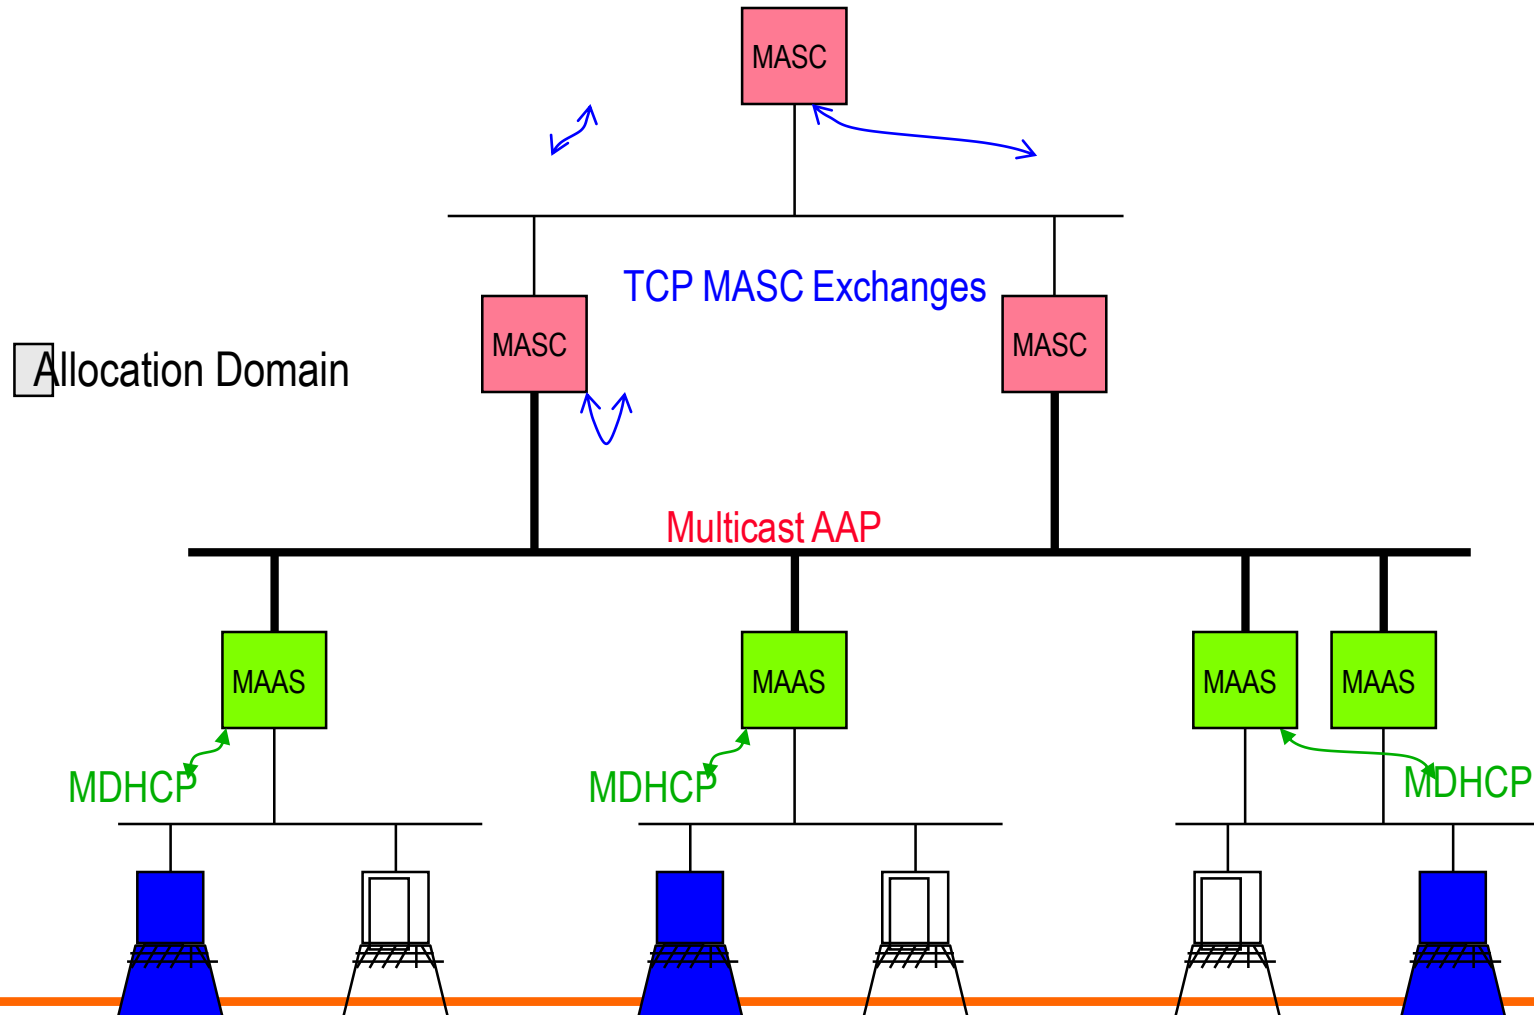 MASC
TCP MASC Exchanges
MASC
MASC
Allocation Domain
Multicast AAP
MAAS
MAAS
MAAS
MAAS
MDHCP
MDHCP
MDHCP